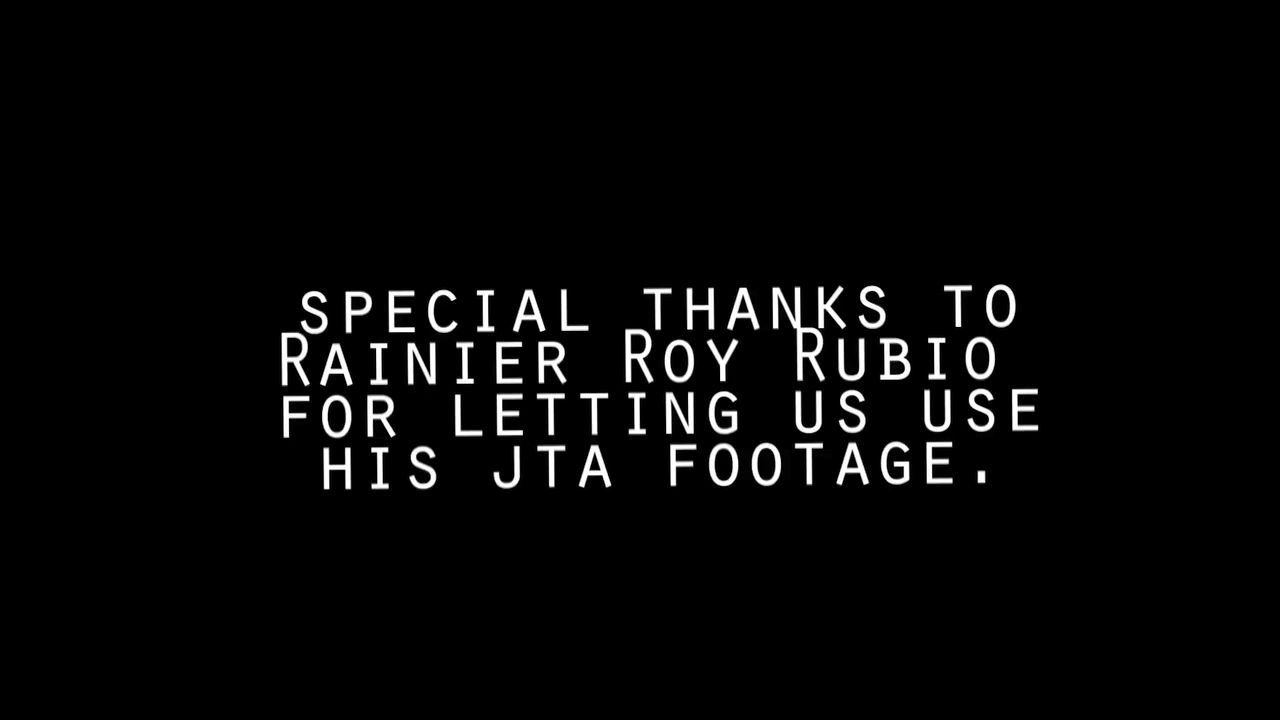 SPECIAL THANKS TO
RAINIER ROY RUBIO
FOR LETTING US USE
HIS JTA FOOTAGE.